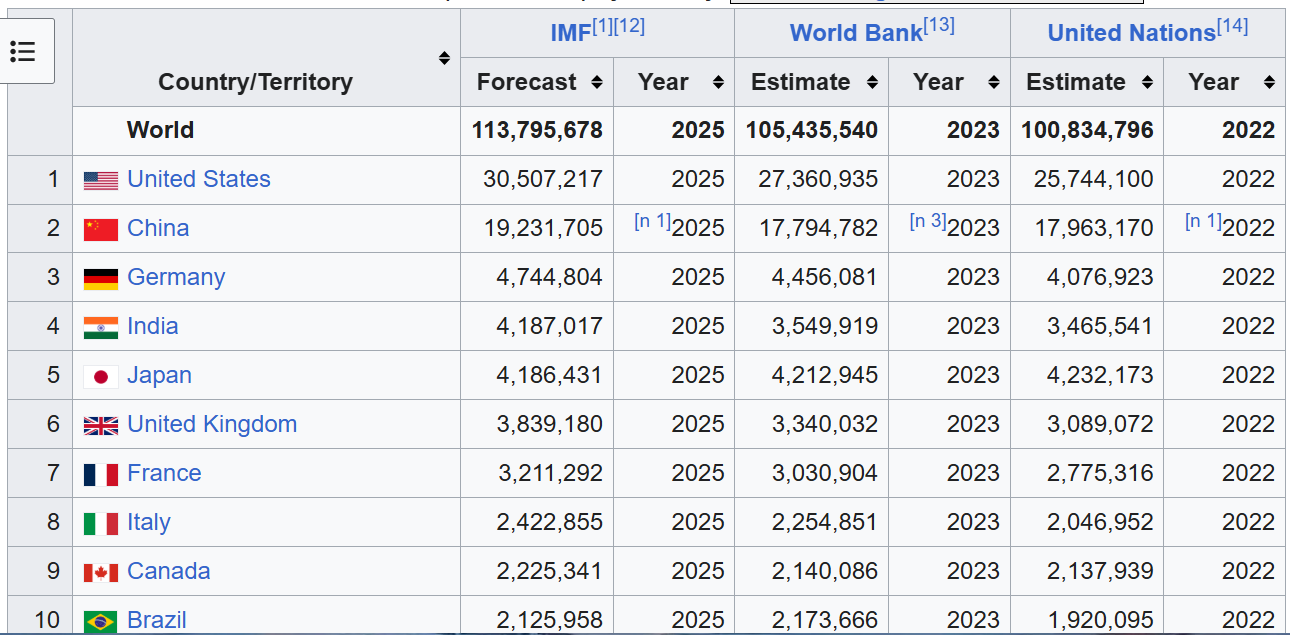 IMF[1][12] World Bank[13] United Nations[14]
Country/Territory Forecast Year Estimate Year Estimate Year
World 113,795,678 2025 105,435,540 2023 100,834,796 2022
1 United States 30,507,217 2025 27,360,935 2023 25,744,100 2022
2 China 19,231,705 [n 1]2025 17,794,782 [n 3]2023 17,963,170 [n 1]2022
3 Germany 4,744,804 2025 4,456,081 2023 4,076,923 2022
4 India 4,187,017 2025 3,549,919 2023 3,465,541 2022
5 Japan 4,186,431 2025 4,212,945 2023 4,232,173 2022
6 United Kingdom 3,839,180 2025 3,340,032 2023 3,089,072 2022
7 France 3,211,292 2025 3,030,904 2023 2,775,316 2022
8 Italy 2,422,855 2025 2,254,851 2023 2,046,952 2022
9 Canada 2,225,341 2025 2,140,086 2023 2,137,939 2022
10 Brazil 2,125,958 2025 2,173,666 2023 1,920,095 2022